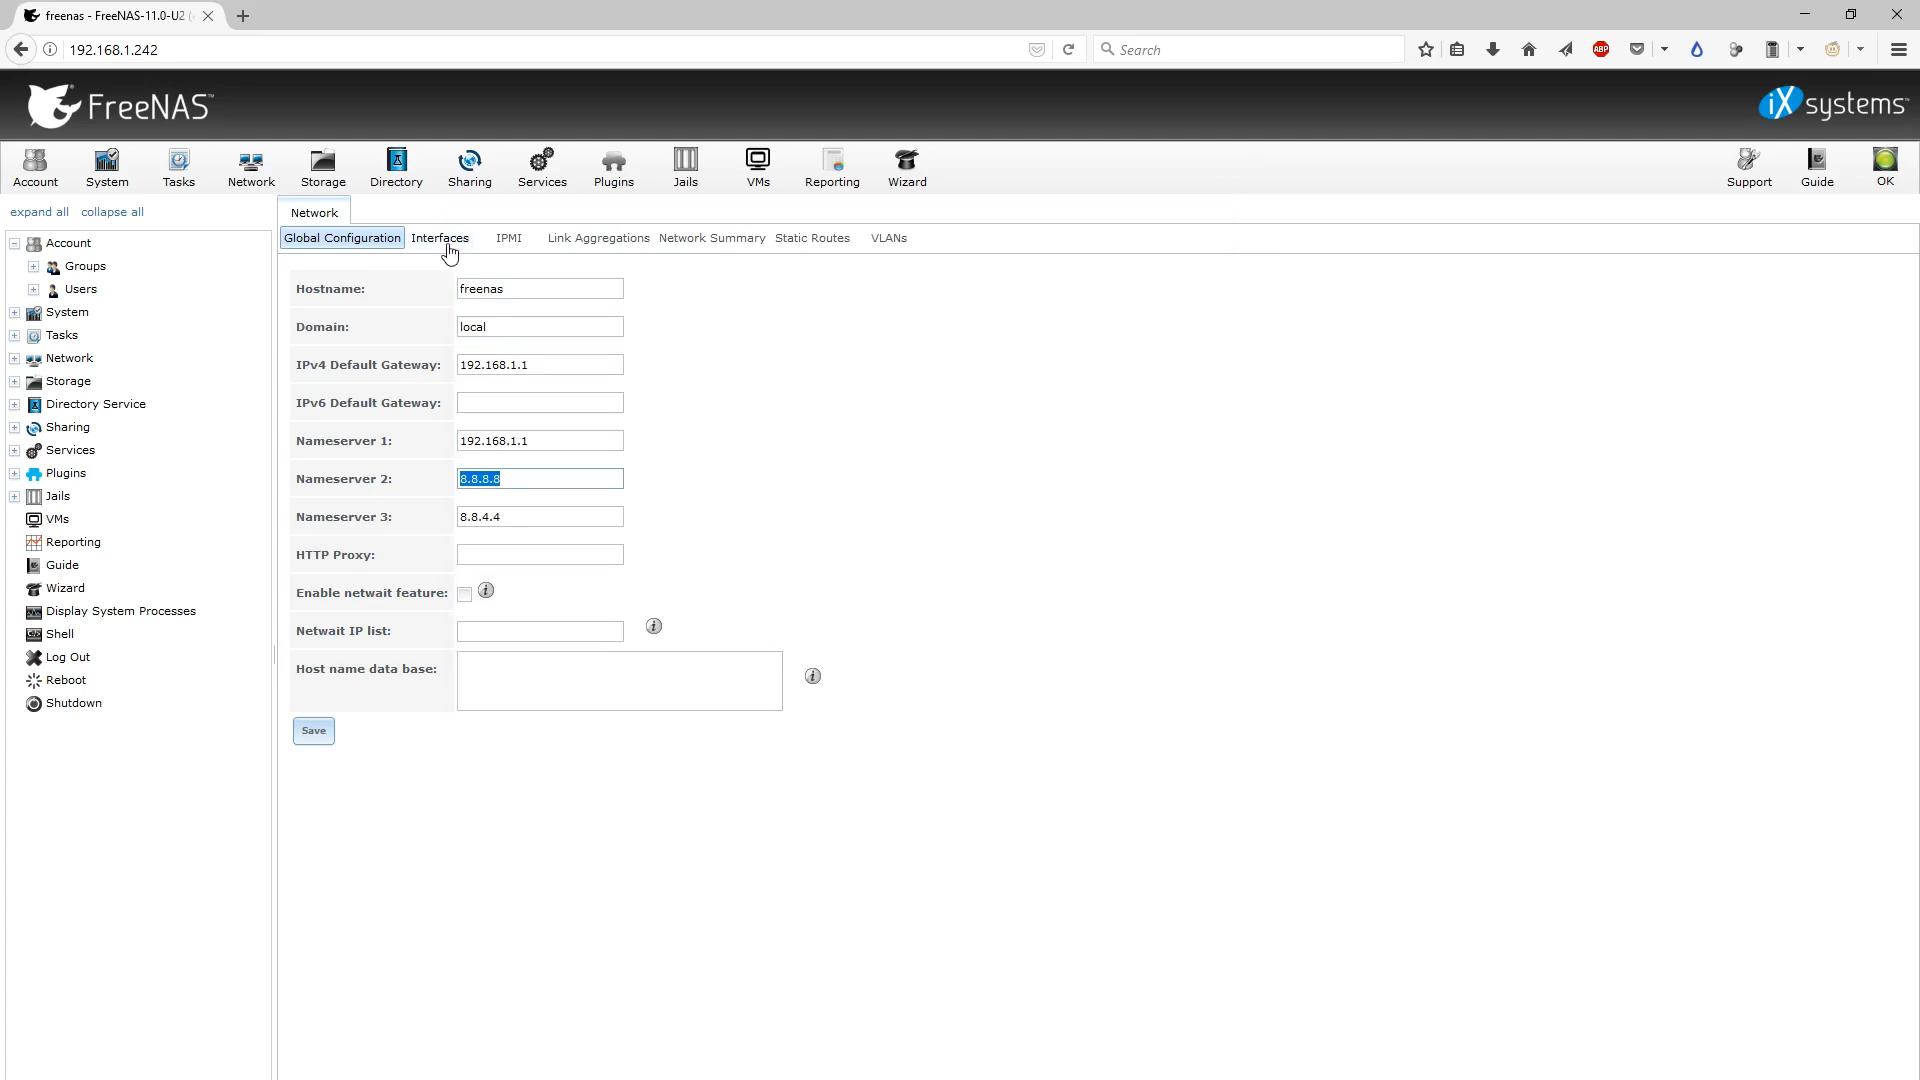 freenas - FreeNAS-11.0-U2 (
192.168.1.242
Search
ABP
FreeNAS™
iXsystems™
Account System Tasks Network Storage Directory Sharing Services Plugins Jails VMs Reporting Wizard Support Guide OK
expand all collapse all
Network
Global Configuration Interfaces IPMI Link Aggregations Network Summary Static Routes VLANs
Account
Groups
Users
System
Tasks
Network
Storage
Directory Service
Sharing
Services
Plugins
Jails
VMs
Reporting
Guide
Wizard
Display System Processes
Shell
Log Out
Reboot
Shutdown
Hostname: freenas
Domain: local
IPv4 Default Gateway: 192.168.1.1
IPv6 Default Gateway:
Nameserver 1: 192.168.1.1
Nameserver 2: 8.8.8.8
Nameserver 3: 8.8.4.4
HTTP Proxy:
Enable netwait feature:
Netwait IP list:
Host name data base:
Save